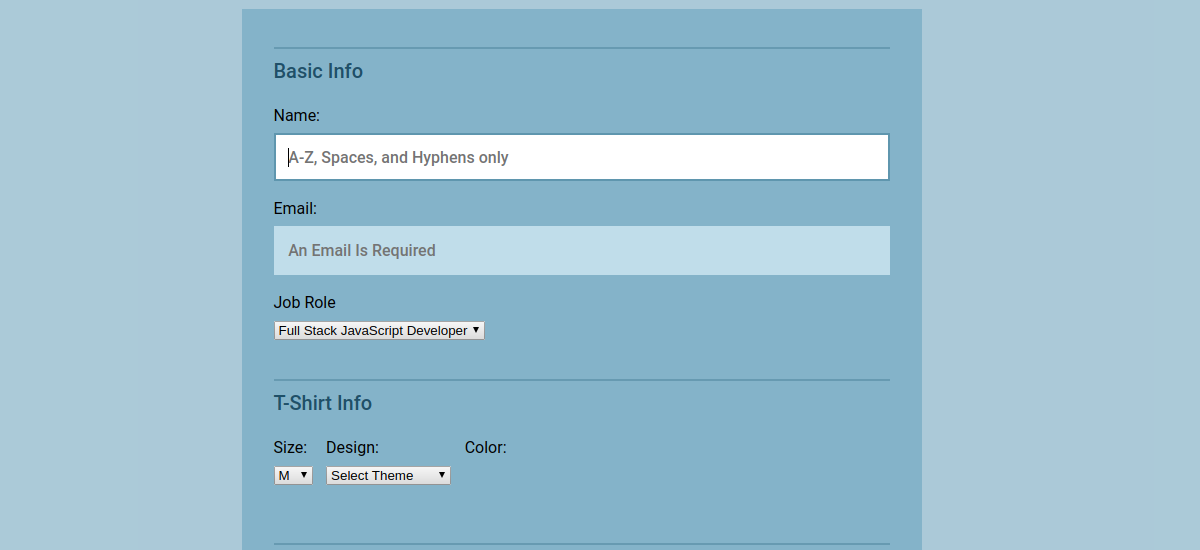 Basic Info
Name:
A-Z, Spaces, and Hyphens only
Email:
An Email Is Required
Job Role
Full Stack JavaScript Developer
T-Shirt Info
Size: Design: Color:
M Select Theme